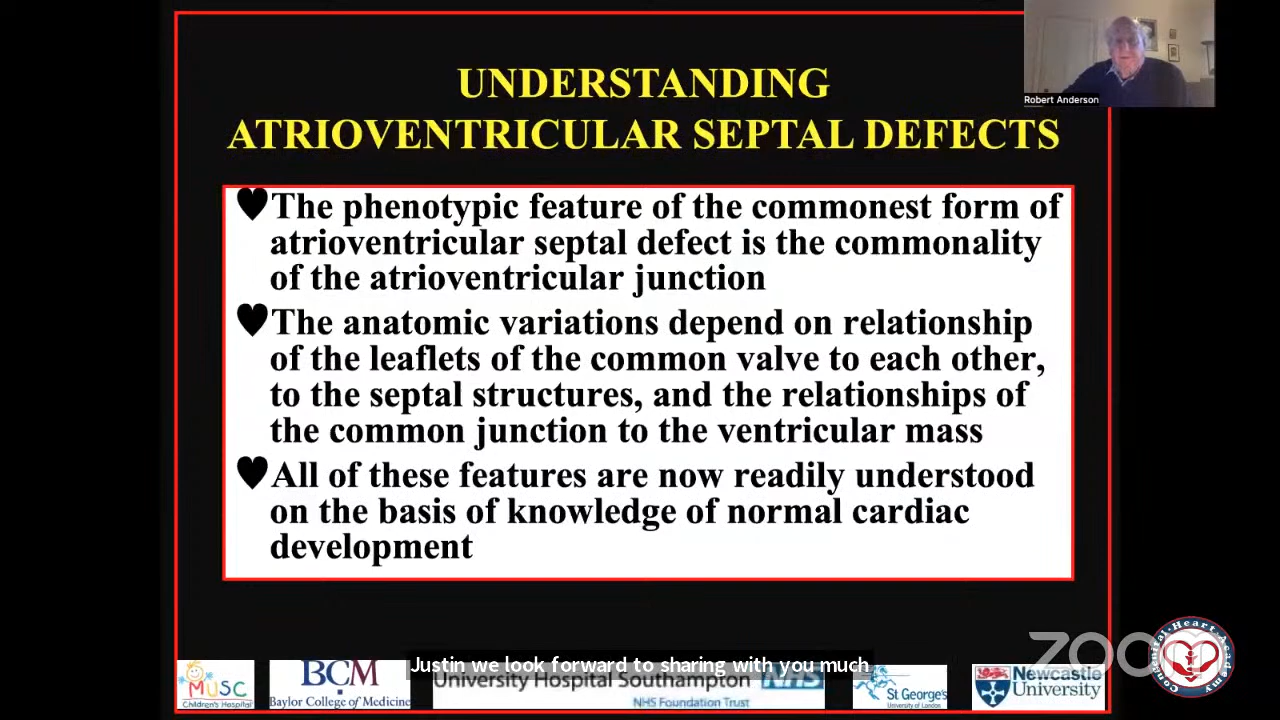 UNDERSTANDING
ATRIOVENTRICULAR SEPTAL DEFECTS
Robert Anderson
The phenotypic feature of the commonest form of
atrioventricular septal defect is the commonality
of the atrioventricular junction
The anatomic variations depend on relationship
of the leaflets of the common valve to each other,
to the septal structures, and the relationships of
the common junction to the ventricular mass
All of these features are now readily understood
on the basis of knowledge of normal cardiac
development
Justin we look forward to sharing with you much
MUSC
Children's Hospital
BCM
Baylor College of Medicine
University Hospital Southampton NHS
NHS Foundation Trust
St George's
University of London
Newcastle
University
zoom
Congenital Heart Academy